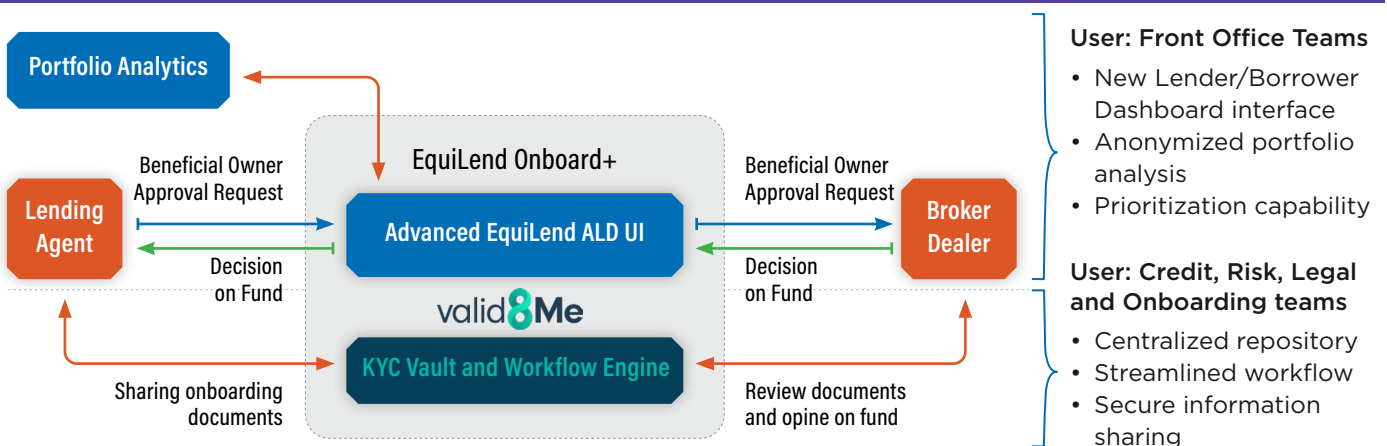 Portfolio Analytics
EquiLend Onboard+
Beneficial Owner
Approval Request
Lending
Agent
Decision
on Fund
Advanced EquiLend ALD UI
Beneficial Owner
Approval Request
Broker
Dealer
Decision
on Fund
valid8Me
KYC Vault and Workflow Engine
Sharing onboarding
documents
Review documents
and opine on fund
User: Front Office Teams
• New Lender/Borrower
Dashboard interface
• Anonymized portfolio
analysis
• Prioritization capability
User: Credit, Risk, Legal
and Onboarding teams
• Centralized repository
• Streamlined workflow
• Secure information
sharing